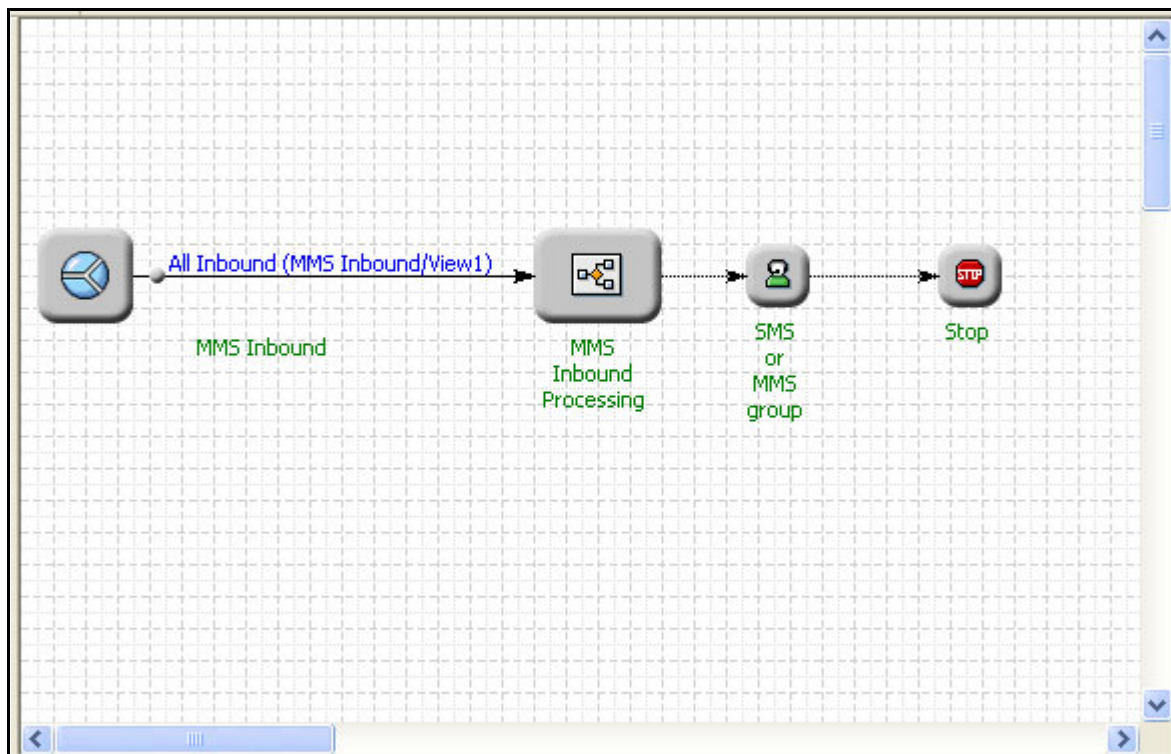 All Inbound (MMS Inbound/View1)
MMS Inbound
MMS
Inbound
Processing
SMS
or
MMS
group
STOP
Stop